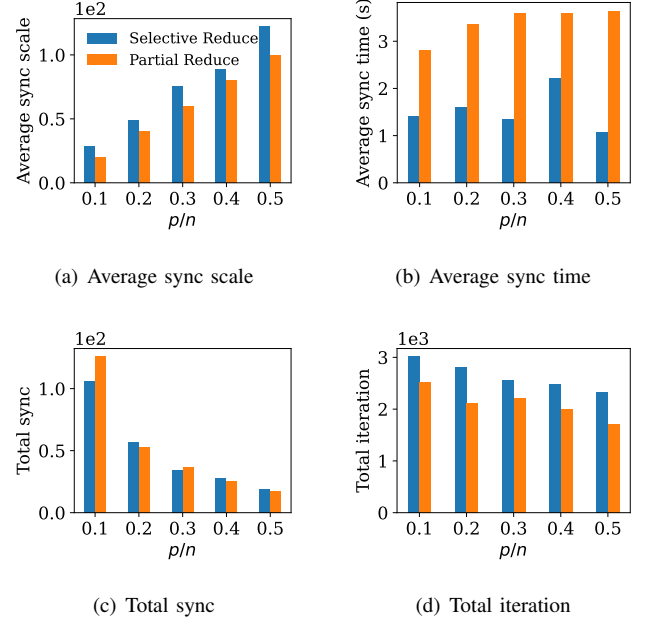 1e2
Average sync scale
1.0
0.5
0.0
Selective Reduce
Partial Reduce
0.1 0.2 0.3 0.4 0.5
p/n
(a) Average sync scale
Average sync time (s)
3
2
1
0
0.1 0.2 0.3 0.4 0.5
p/n
(b) Average sync time
1e2
Total sync
1.0
0.5
0.0
0.1 0.2 0.3 0.4 0.5
p/n
(c) Total sync
1e3
Total iteration
3
2
1
0
0.1 0.2 0.3 0.4 0.5
p/n
(d) Total iteration